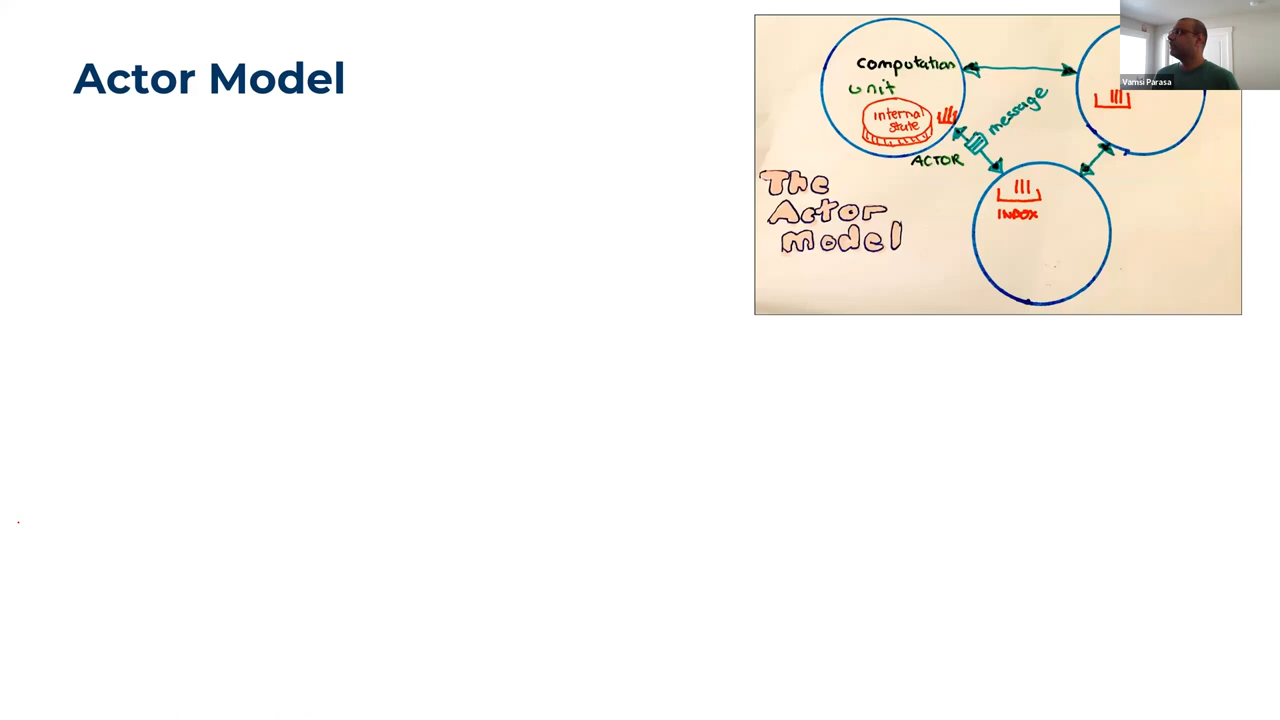 Actor Model
computation
unit
internal
state
message
ACTOR
The
Actor
model
INBOX
Vamsi Parasa